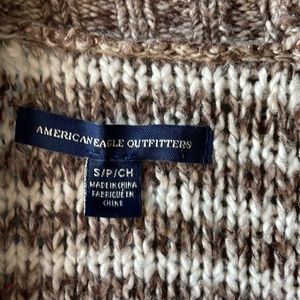 AMERICAN EAGLE OUTFITTERS
S/P/CH
MADE IN CHINA
FABRIQUÉ EN
CHINE